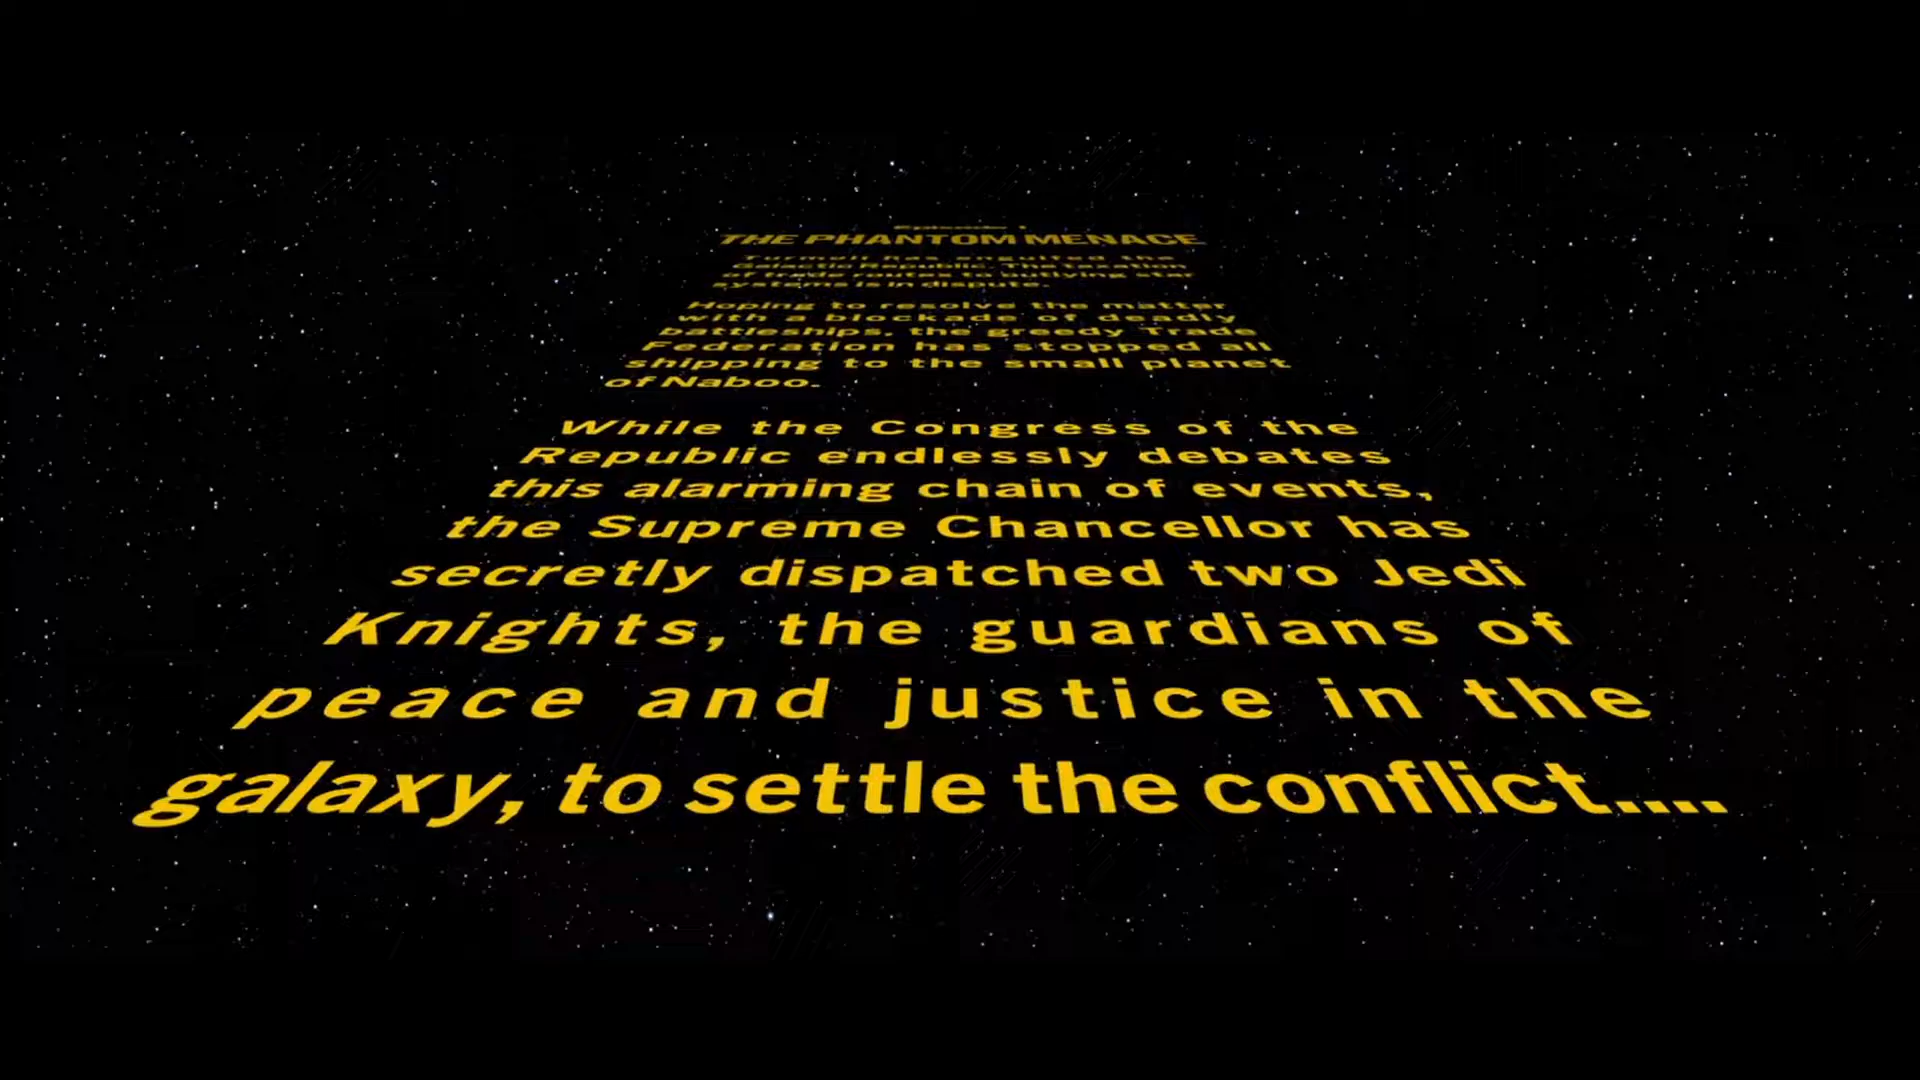 Episode I
THE PHANTOM MENACE
Turmoil has engulfed the
Galactic Republic. The taxation
of trade routes to outlying star
systems is in dispute.
Hoping to resolve the matter
with a blockade of deadly
battleships, the greedy Trade
Federation has stopped all
shipping to the small planet
of Naboo.
While the Congress of the
Republic endlessly debates
this alarming chain of events,
the Supreme Chancellor has
secretly dispatched two Jedi
Knights, the guardians of
peace and justice in the
galaxy, to settle the conflict....